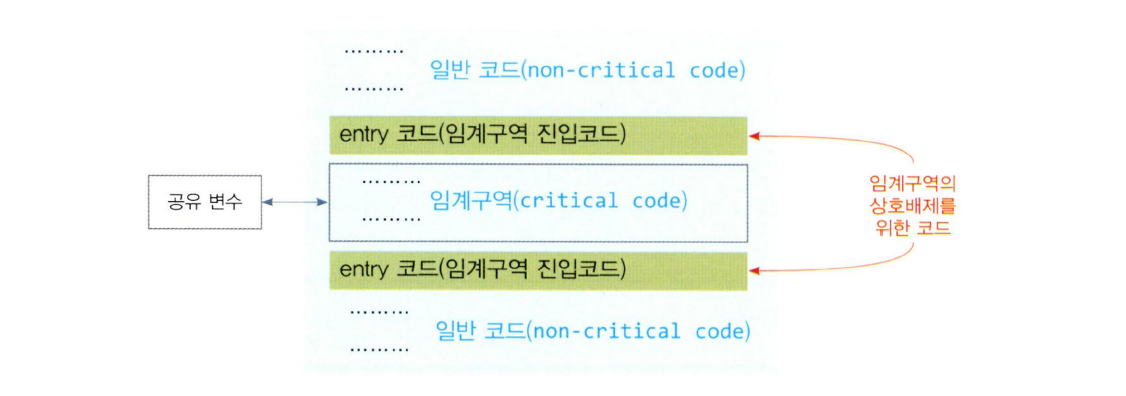 ………
일반 코드(non-critical code)
………
entry 코드(임계구역 진입코드)
………
공유 변수
임계구역(critical code)
………
임계구역의
상호배제를
위한 코드
entry 코드(임계구역 진입코드)
………
일반 코드(non-critical code)
………